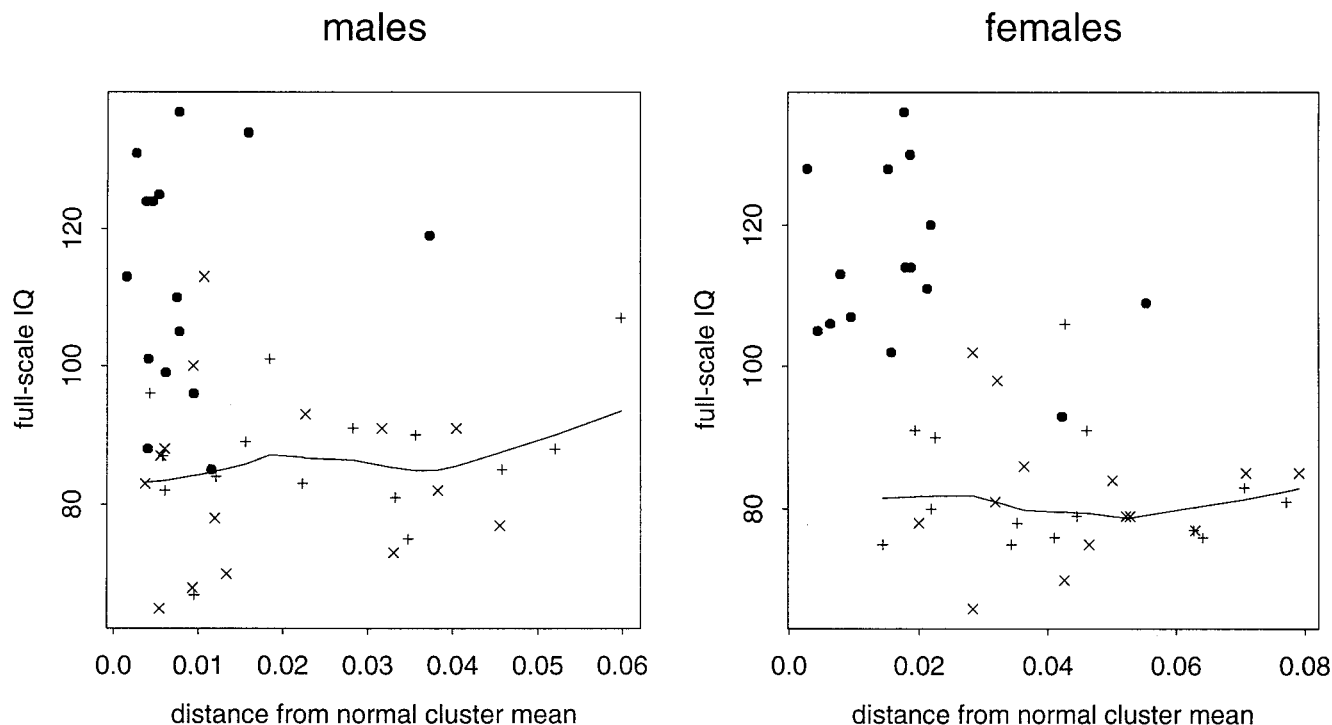 males
full-scale IQ
120
100
80
0.0 0.01 0.02 0.03 0.04 0.05 0.06
distance from normal cluster mean
females
full-scale IQ
120
100
80
0.0 0.02 0.04 0.06 0.08
distance from normal cluster mean